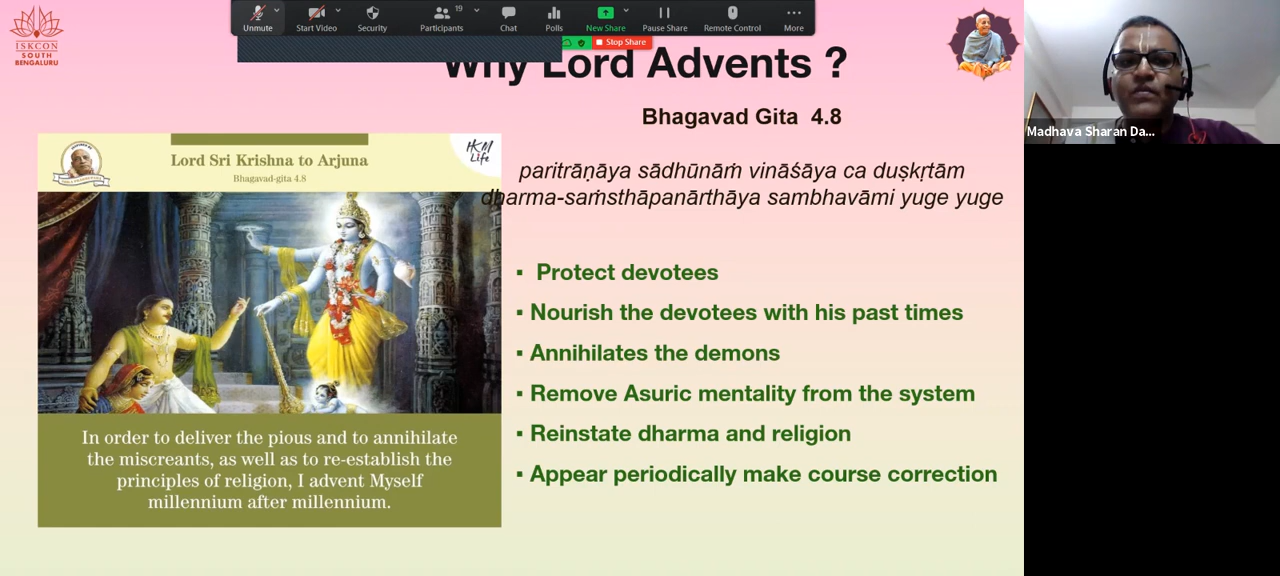 19
Unmute
Start Video
Security
Participants
Chat
Polls
New Share
Pause Share
Remote Control
More
Stop Share
ISKCON
SOUTH
BENGALURU
Why Lord Advents ?
Bhagavad Gita 4.8
Madhava Sharan Da...
Lord Sri Krishna to Arjuna
Bhagavad-gita 4.8
HKM
Life
paritrāṇāya sādhūnāṁ vināśāya ca duṣkṛtām
dharma-saṁsthāpanārthāya sambhavāmi yuge yuge
▪ Protect devotees
▪ Nourish the devotees with his past times
▪ Annihilates the demons
▪ Remove Asuric mentality from the system
▪ Reinstate dharma and religion
▪ Appear periodically make course correction
In order to deliver the pious and to annihilate
the miscreants, as well as to re-establish the
principles of religion, I advent Myself
millennium after millennium.